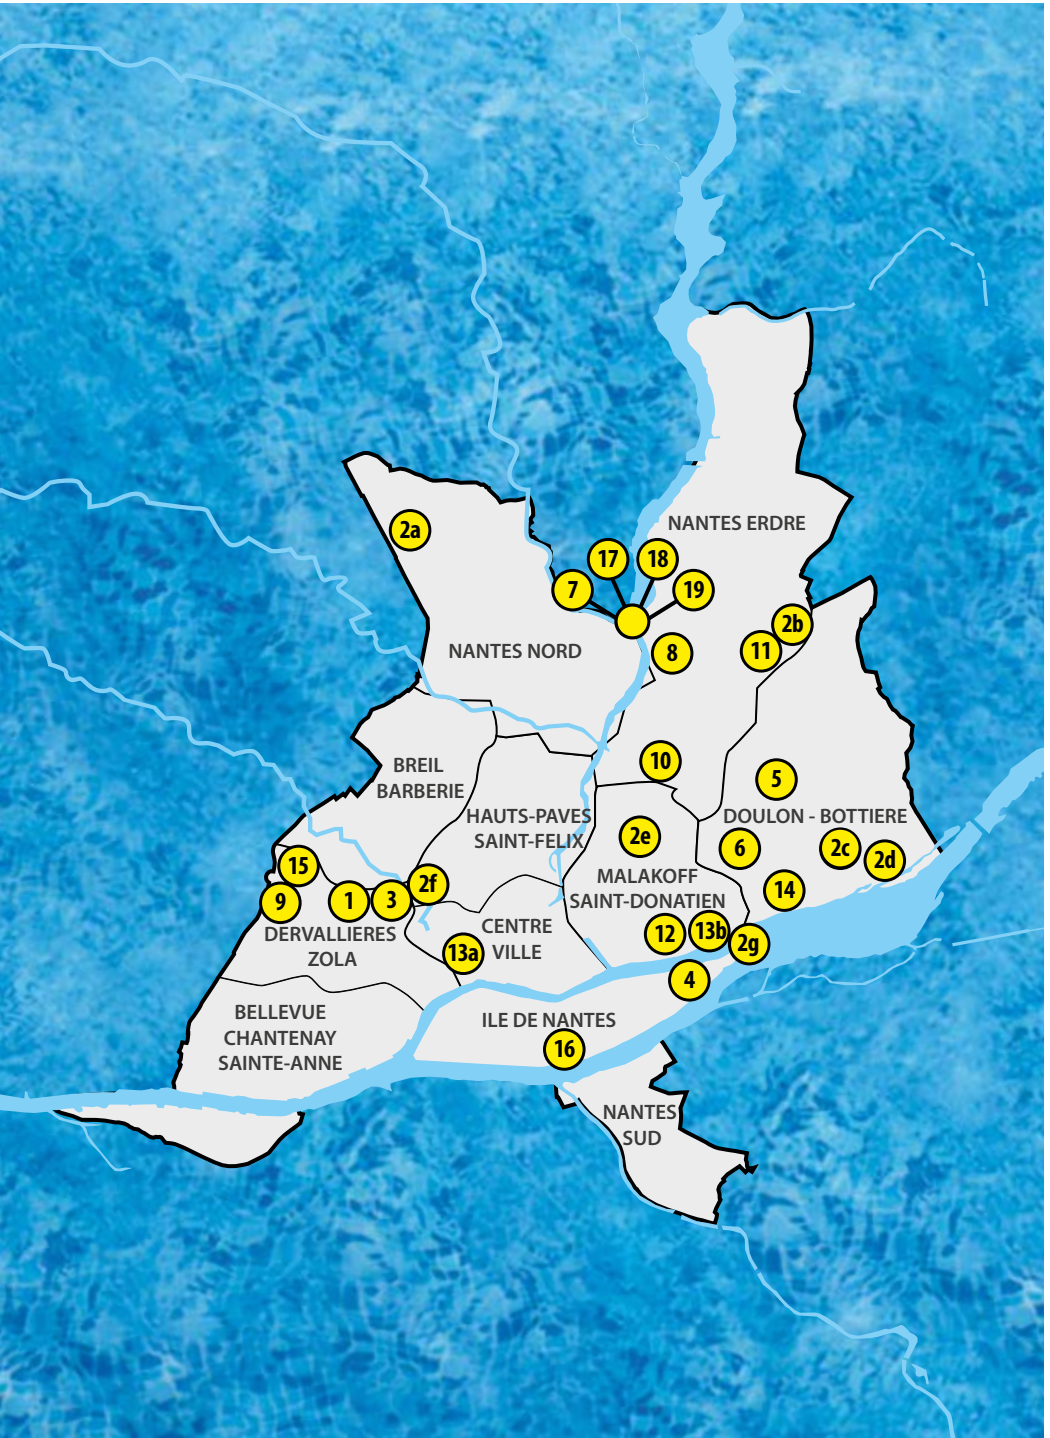 NANTES ERDRE
2a
17
18
7
19
2b
11
8
NANTES NORD
10
BREIL
BARBERIE
5
HAUTS-PAVES
SAINT-FELIX
DOULON - BOTTIERE
2e
6
2c
2d
15
MALAKOFF
SAINT-DONATIEN
2f
14
9
1
3
DERVALLIERES
ZOLA
CENTRE
VILLE
13a
12
13b
2g
4
BELLEVUE
CHANTENAY
SAINTE-ANNE
ILE DE NANTES
16
NANTES
SUD